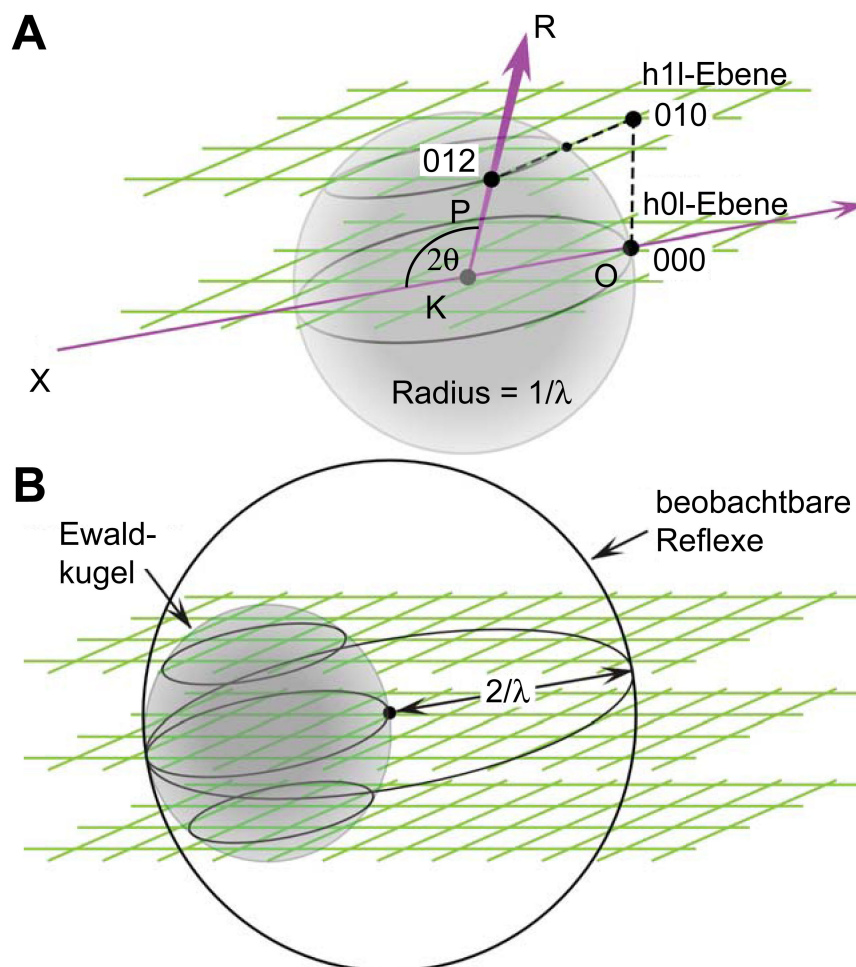 A
R
h1l-Ebene
010
012
h0l-Ebene
P
2θ
000
O
K
X
Radius = 1/λ
B
beobachtbare
Reflexe
Ewald-
kugel
2/λ